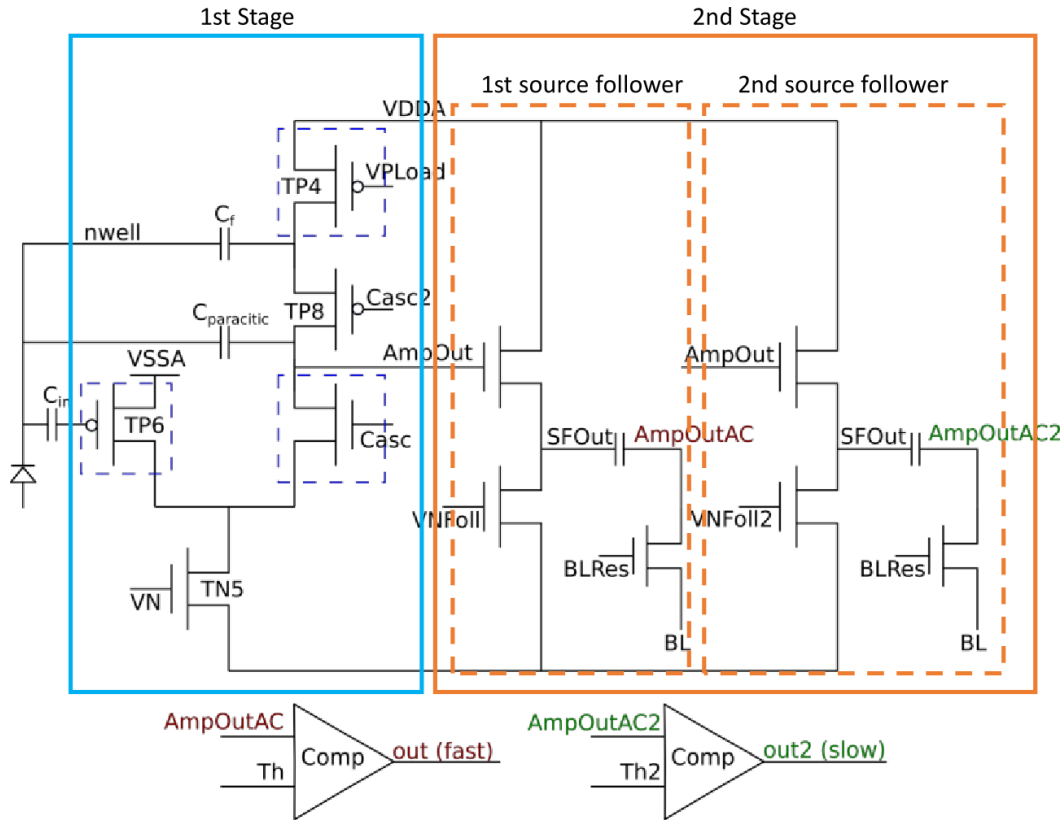 1st Stage
2nd Stage
1st source follower
2nd source follower
VDDA
VPLoad
TP4
Cf
nwell
Casc2
TP8
Cparacitic
AmpOut
AmpOut
VSSA
Cin
TP6
Casc
SFOut
AmpOutAC
SFOut
AmpOutAC2
VNFoll
VNFoll2
BLRes
BLRes
TN5
VN
BL
BL
AmpOutAC
Th
Comp
out (fast)
AmpOutAC2
Th2
Comp
out2 (slow)